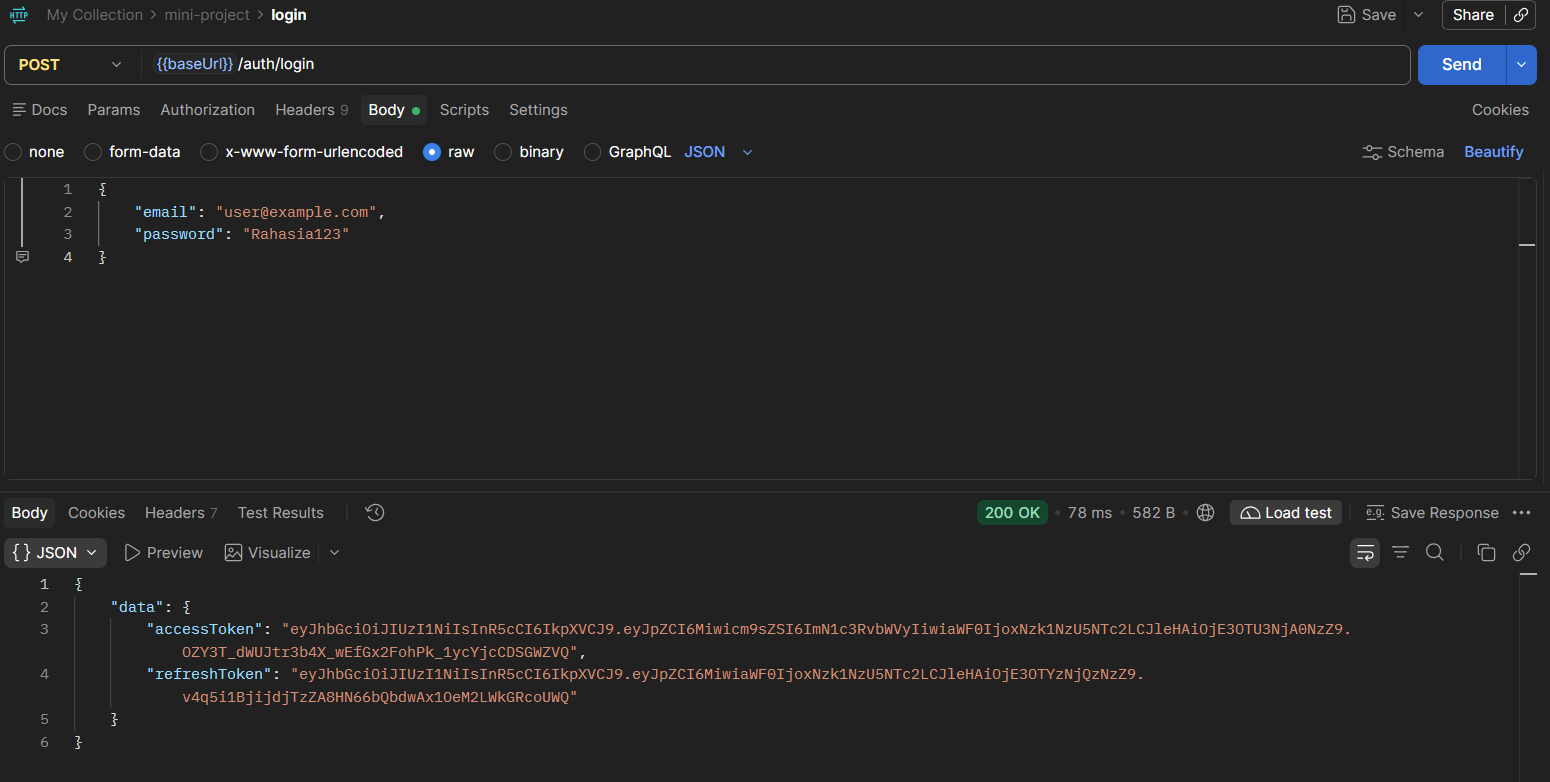 HTTP My Collection > mini-project > login Save Share
POST {{baseUrl}} /auth/login Send
Docs Params Authorization Headers 9 Body Scripts Settings Cookies
none form-data x-www-form-urlencoded raw binary GraphQL JSON Schema Beautify
1 {
2 "email": "user@example.com",
3 "password": "Rahasia123"
4 }
Body Cookies Headers 7 Test Results 200 OK • 78 ms • 582 B • Load test e.g. Save Response
{} JSON Preview Visualize
1 {
2 "data": {
3 "accessToken": "eyJhbGciOiJIUzI1NiIsInR5cCI6IkpXVCJ9.eyJpZCI6Miwicm9sZSI6ImN1c3RvbWVyIiwiaWF0IjoxNzk1NzU5NTc2LCJleHAiOjE3OTU3NjA0NzZ9.
OZY3T_dWUJtr3b4X_wEfGx2FohPk_1ycYjcCDSGWZVQ",
4 "refreshToken": "eyJhbGciOiJIUzI1NiIsInR5cCI6IkpXVCJ9.eyJpZCI6MiwiaWF0IjoxNzk1NzU5NTc2LCJleHAiOjE3OTYzNjQzNzZ9.
v4q5i1BjijdjTzZA8HN66bQbdwAx1OeM2LWkGRcoUWQ"
5 }
6 }